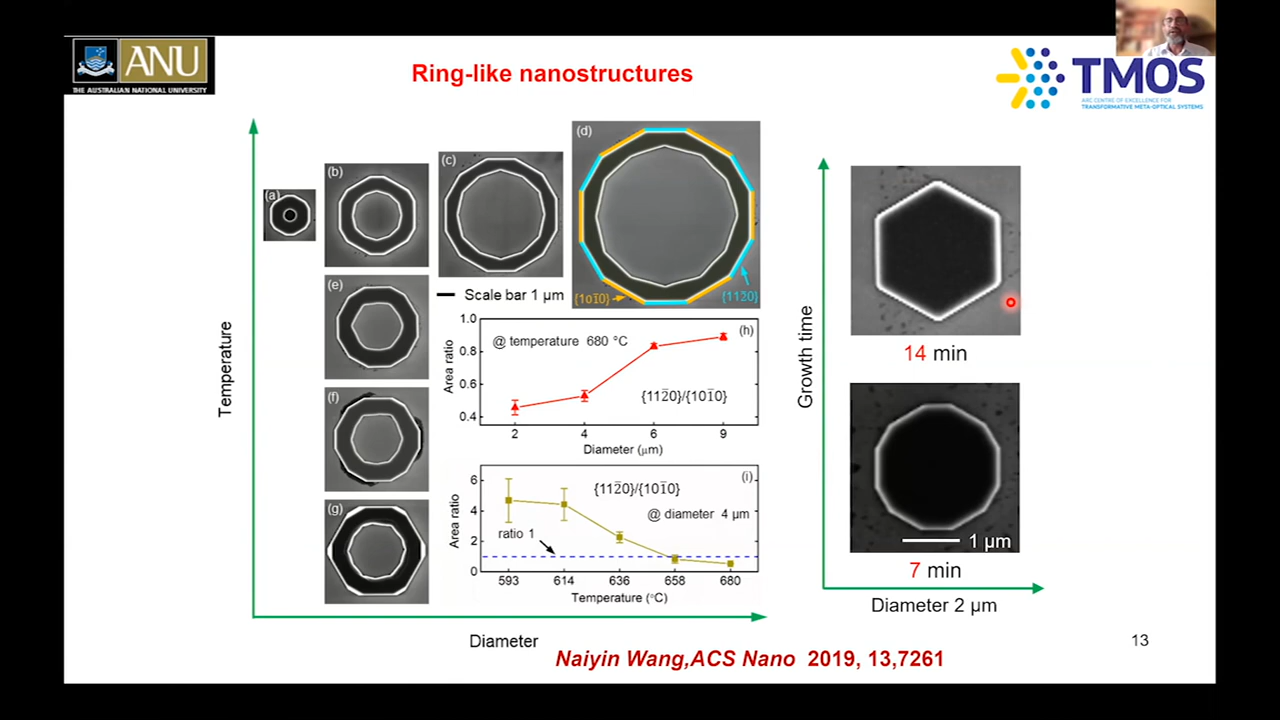 ANU
THE AUSTRALIAN NATIONAL UNIVERSITY
Ring-like nanostructures
TMOS
ARC CENTRE OF EXCELLENCE FOR
TRANSFORMATIVE META-OPTICAL SYSTEMS
Temperature
(a)
(b)
(c)
(d)
{101̅0}
{112̅0}
(e)
Scale bar 1 μm
(f)
(g)
(h)
@ temperature 680 °C
{112̅0}/{101̅0}
Area ratio
1.0
0.8
0.6
0.4
2 4 6 9
Diameter (μm)
(i)
{112̅0}/{101̅0}
@ diameter 4 μm
ratio 1
Area ratio
6
4
2
0
593 614 636 658 680
Temperature (°C)
Diameter
Growth time
14 min
1 μm
7 min
Diameter 2 μm
Naiyin Wang,ACS Nano 2019, 13,7261
13